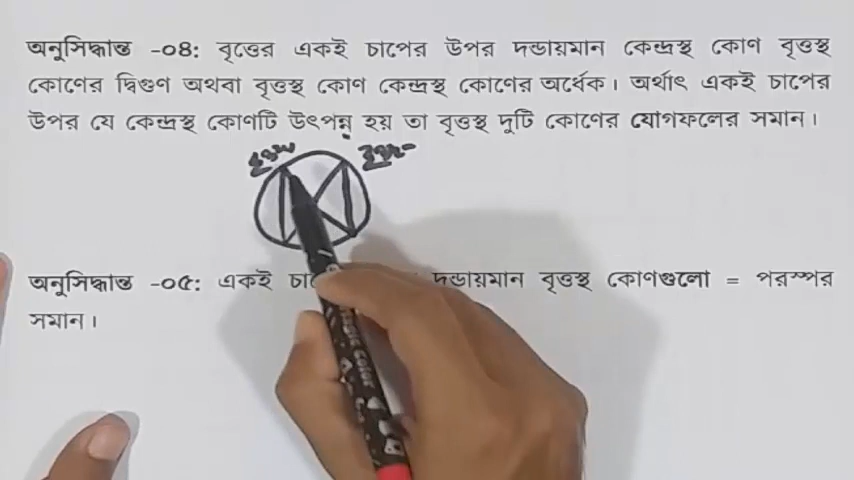 অনুসিদ্ধান্ত -০৪: বৃত্তের একই চাপের উপর দন্ডায়মান কেন্দ্রস্থ কোণ বৃত্তস্থ
কোণের দ্বিগুণ অথবা বৃত্তস্থ কোণ কেন্দ্রস্থ কোণের অর্ধেক। অর্থাৎ একই চাপের
উপর যে কেন্দ্রস্থ কোণটি উৎপন্ন হয় তা বৃত্তস্থ দুটি কোণের যোগফলের সমান।
অনুসিদ্ধান্ত -০৫: একই দন্ডায়মান বৃত্তস্থ কোণগুলো = পরস্পর
সমান।